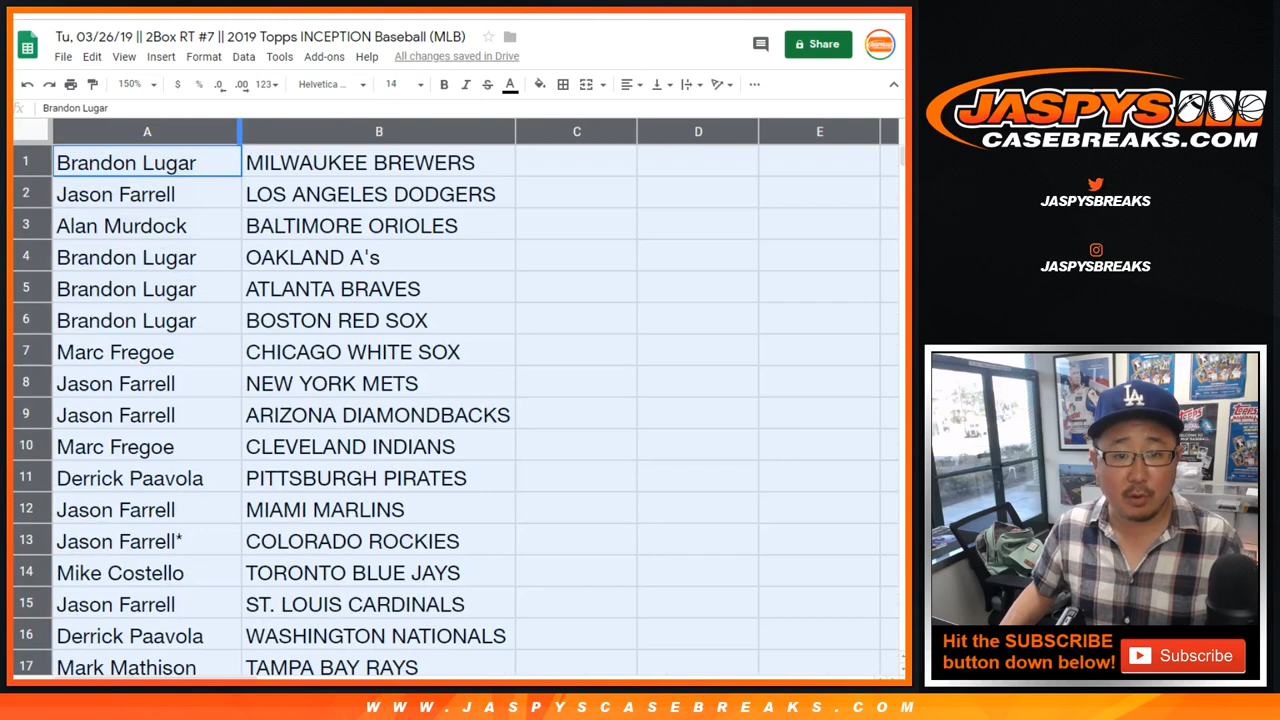 Tu, 03/26/19 || 2Box RT #7 || 2019 Topps INCEPTION Baseball (MLB)
File Edit View Insert Format Data Tools Add-ons Help All changes saved in Drive
Share
150% $ % .0 .00 123 Helvetica ... 14 B I S A
fx Brandon Lugar
A B C D E
1 Brandon Lugar MILWAUKEE BREWERS
2 Jason Farrell LOS ANGELES DODGERS
3 Alan Murdock BALTIMORE ORIOLES
4 Brandon Lugar OAKLAND A's
5 Brandon Lugar ATLANTA BRAVES
6 Brandon Lugar BOSTON RED SOX
7 Marc Fregoe CHICAGO WHITE SOX
8 Jason Farrell NEW YORK METS
9 Jason Farrell ARIZONA DIAMONDBACKS
10 Marc Fregoe CLEVELAND INDIANS
11 Derrick Paavola PITTSBURGH PIRATES
12 Jason Farrell MIAMI MARLINS
13 Jason Farrell* COLORADO ROCKIES
14 Mike Costello TORONTO BLUE JAYS
15 Jason Farrell ST. LOUIS CARDINALS
16 Derrick Paavola WASHINGTON NATIONALS
17 Mark Mathison TAMPA BAY RAYS
JASPYS
CASEBREAKS.COM
JASPYSBREAKS
JASPYSBREAKS
LA
TOPPS
Hit the SUBSCRIBE
button down below!
Subscribe
WWW.JASPYSCASEBREAKS.COM